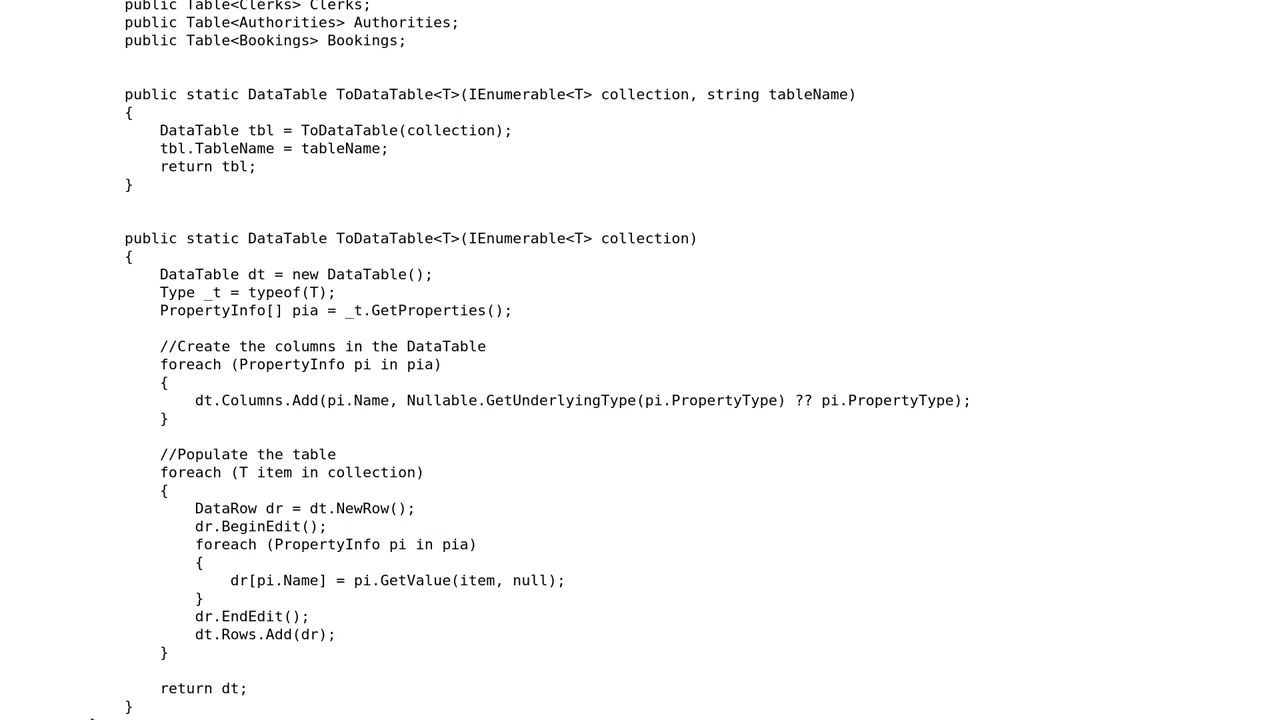 public Table<Clerks> Clerks;
public Table<Authorities> Authorities;
public Table<Bookings> Bookings;
public static DataTable ToDataTable<T>(IEnumerable<T> collection, string tableName)
{
DataTable tbl = ToDataTable(collection);
tbl.TableName = tableName;
return tbl;
}
public static DataTable ToDataTable<T>(IEnumerable<T> collection)
{
DataTable dt = new DataTable();
Type _t = typeof(T);
PropertyInfo[] pia = _t.GetProperties();
//Create the columns in the DataTable
foreach (PropertyInfo pi in pia)
{
dt.Columns.Add(pi.Name, Nullable.GetUnderlyingType(pi.PropertyType) ?? pi.PropertyType);
}
//Populate the table
foreach (T item in collection)
{
DataRow dr = dt.NewRow();
dr.BeginEdit();
foreach (PropertyInfo pi in pia)
{
dr[pi.Name] = pi.GetValue(item, null);
}
dr.EndEdit();
dt.Rows.Add(dr);
}
return dt;
}